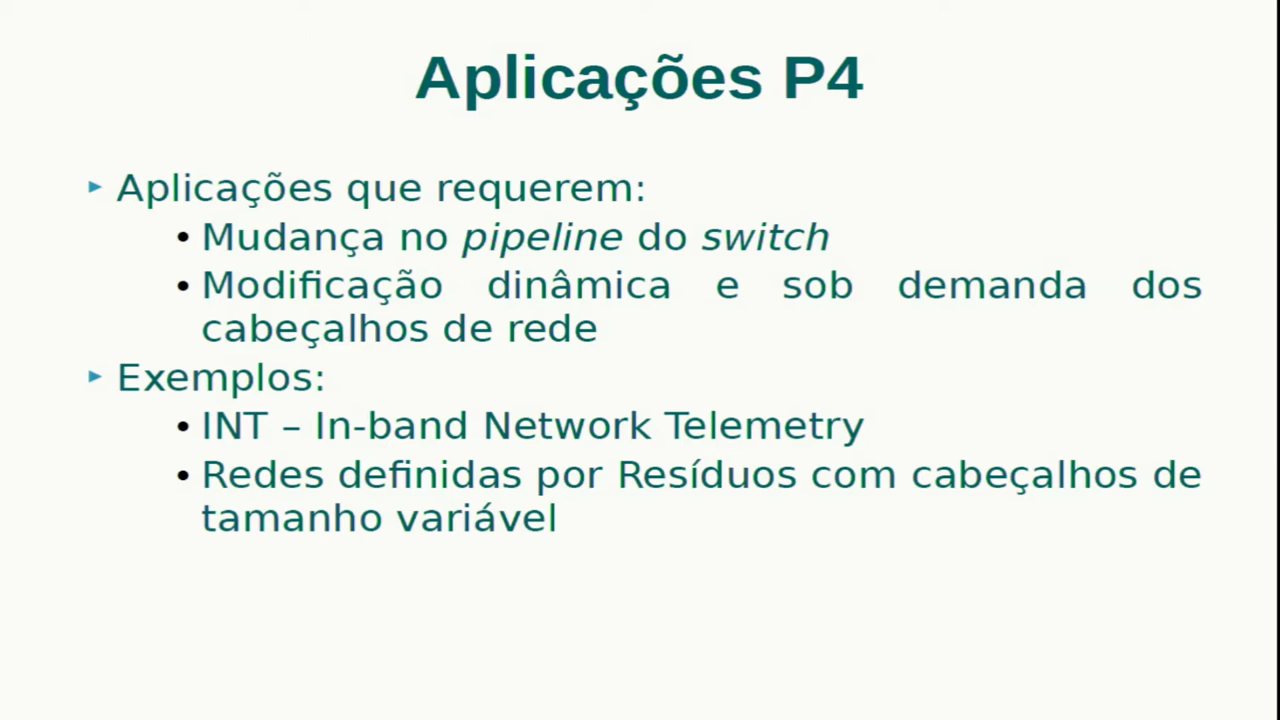 Aplicações P4
▸ Aplicações que requerem:
• Mudança no pipeline do switch
• Modificação dinâmica e sob demanda dos
cabeçalhos de rede
▸ Exemplos:
• INT – In-band Network Telemetry
• Redes definidas por Resíduos com cabeçalhos de
tamanho variável